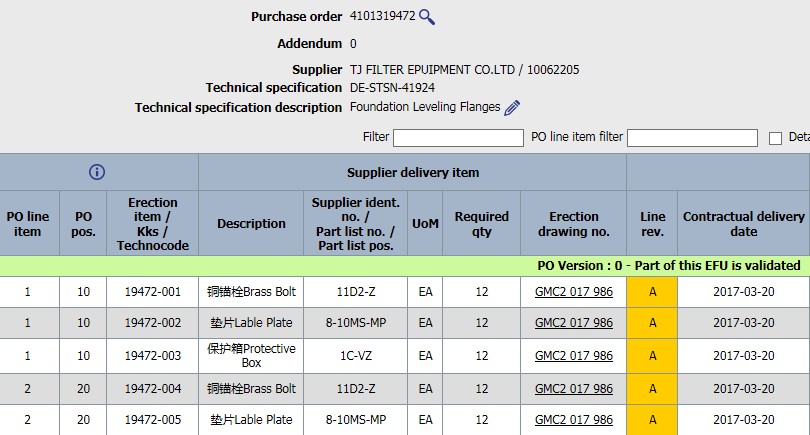 Purchase order 4101319472
Addendum 0
Supplier TJ FILTER EPUIPMENT CO.LTD / 10062205
Technical specification DE-STSN-41924
Technical specification description Foundation Leveling Flanges
Filter PO line item filter Deta
Supplier delivery item
PO line item PO pos. Erection item / Kks / Technocode Description Supplier ident. no. / Part list no. / Part list pos. UoM Required qty Erection drawing no. Line rev. Contractual delivery date
PO Version : 0 - Part of this EFU is validated
1 10 19472-001 铜锚栓Brass Bolt 11D2-Z EA 12 GMC2 017 986 A 2017-03-20
1 10 19472-002 垫片Lable Plate 8-10MS-MP EA 12 GMC2 017 986 A 2017-03-20
1 10 19472-003 保护箱Protective Box 1C-VZ EA 12 GMC2 017 986 A 2017-03-20
2 20 19472-004 铜锚栓Brass Bolt 11D2-Z EA 12 GMC2 017 986 A 2017-03-20
2 20 19472-005 垫片Lable Plate 8-10MS-MP EA 12 GMC2 017 986 A 2017-03-20